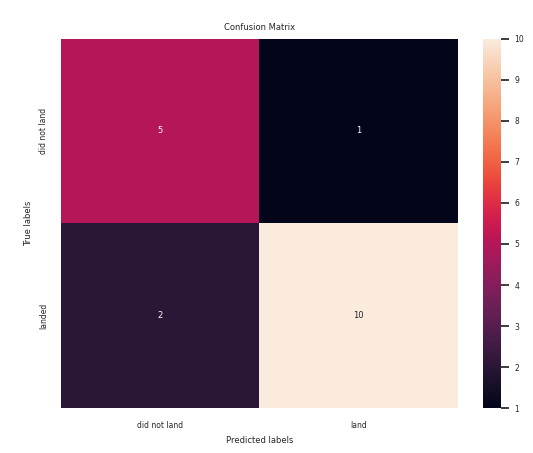 Confusion Matrix
did not land
5
1
True labels
landed
2
10
did not land
land
Predicted labels
10
9
8
7
6
5
4
3
2
1